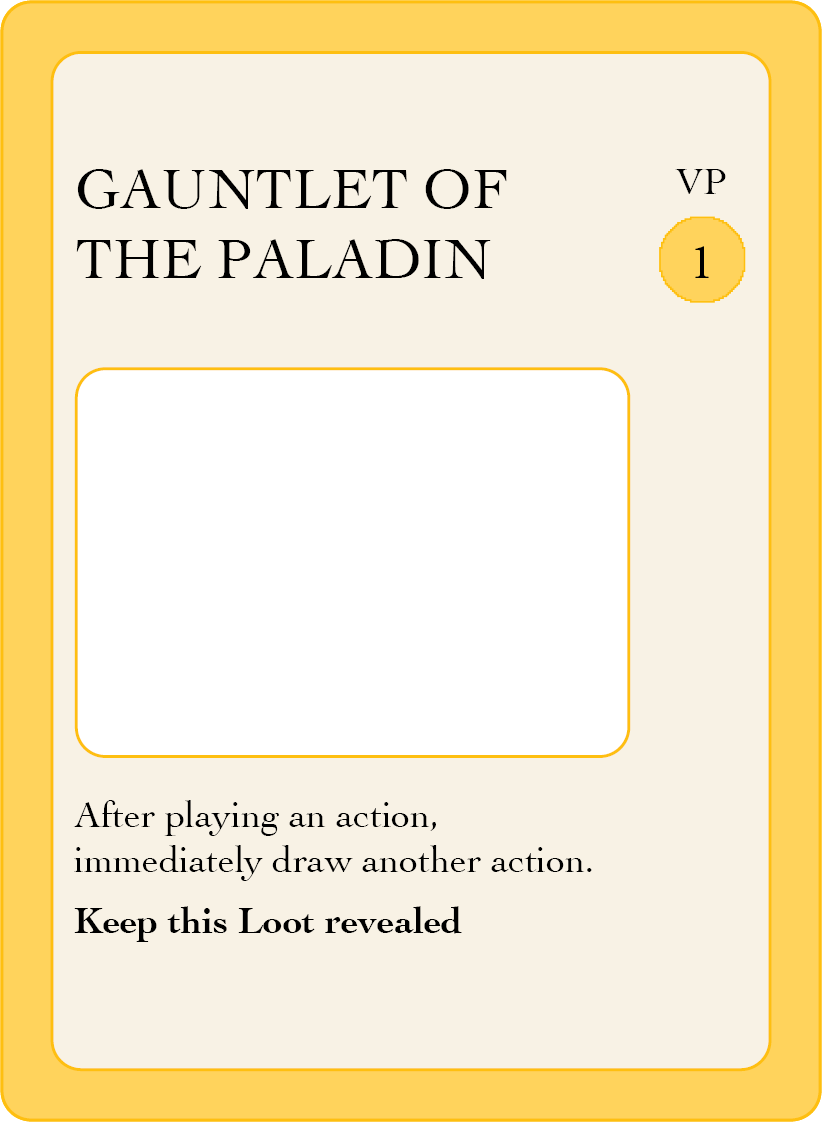 GAUNTLET OF
THE PALADIN
VP
1
After playing an action,
immediately draw another action.
Keep this Loot revealed